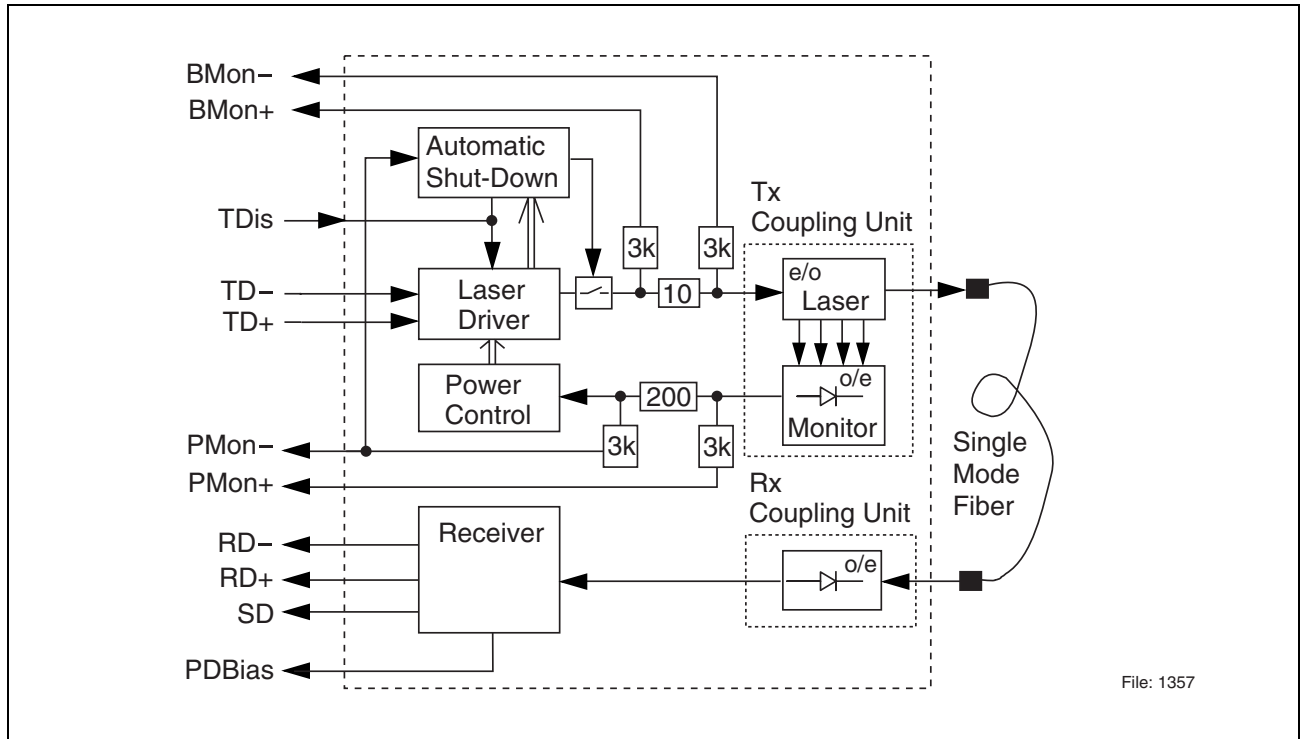 BMon−
BMon+
Automatic
Shut-Down
TDis
Tx
Coupling Unit
3k
3k
TD−
TD+
Laser
Driver
10
e/o
Laser
Power
Control
200
o/e
Monitor
3k
3k
PMon−
PMon+
Single
Mode
Fiber
Rx
Coupling Unit
RD−
RD+
SD
Receiver
o/e
PDBias
File: 1357